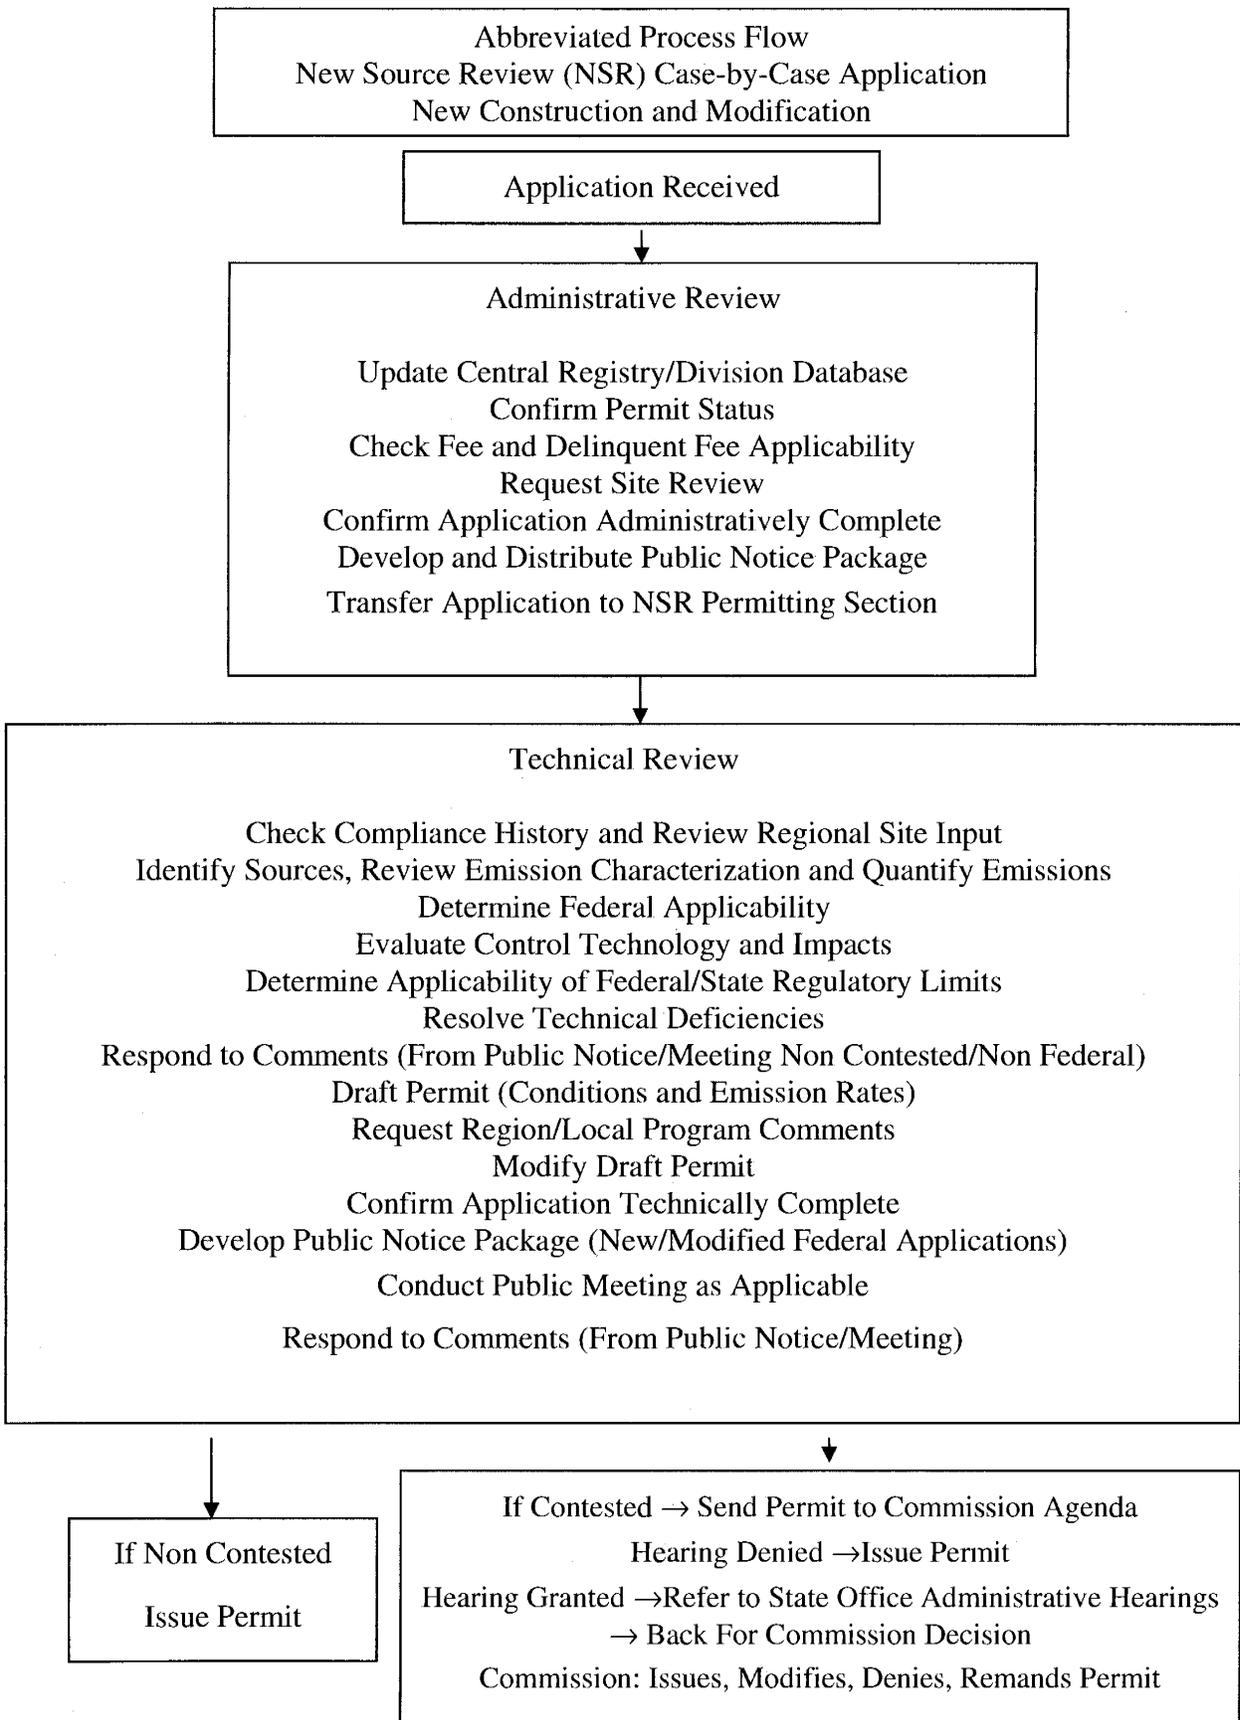 Abbreviated Process Flow
New Source Review (NSR) Case-by-Case Application
New Construction and Modification
Application Received
Administrative Review
Update Central Registry/Division Database
Confirm Permit Status
Check Fee and Delinquent Fee Applicability
Request Site Review
Confirm Application Administratively Complete
Develop and Distribute Public Notice Package
Transfer Application to NSR Permitting Section
Technical Review
Check Compliance History and Review Regional Site Input
Identify Sources, Review Emission Characterization and Quantify Emissions
Determine Federal Applicability
Evaluate Control Technology and Impacts
Determine Applicability of Federal/State Regulatory Limits
Resolve Technical Deficiencies
Respond to Comments (From Public Notice/Meeting Non Contested/Non Federal)
Draft Permit (Conditions and Emission Rates)
Request Region/Local Program Comments
Modify Draft Permit
Confirm Application Technically Complete
Develop Public Notice Package (New/Modified Federal Applications)
Conduct Public Meeting as Applicable
Respond to Comments (From Public Notice/Meeting)
If Non Contested
Issue Permit
If Contested → Send Permit to Commission Agenda
Hearing Denied →Issue Permit
Hearing Granted →Refer to State Office Administrative Hearings
→ Back For Commission Decision
Commission: Issues, Modifies, Denies, Remands Permit